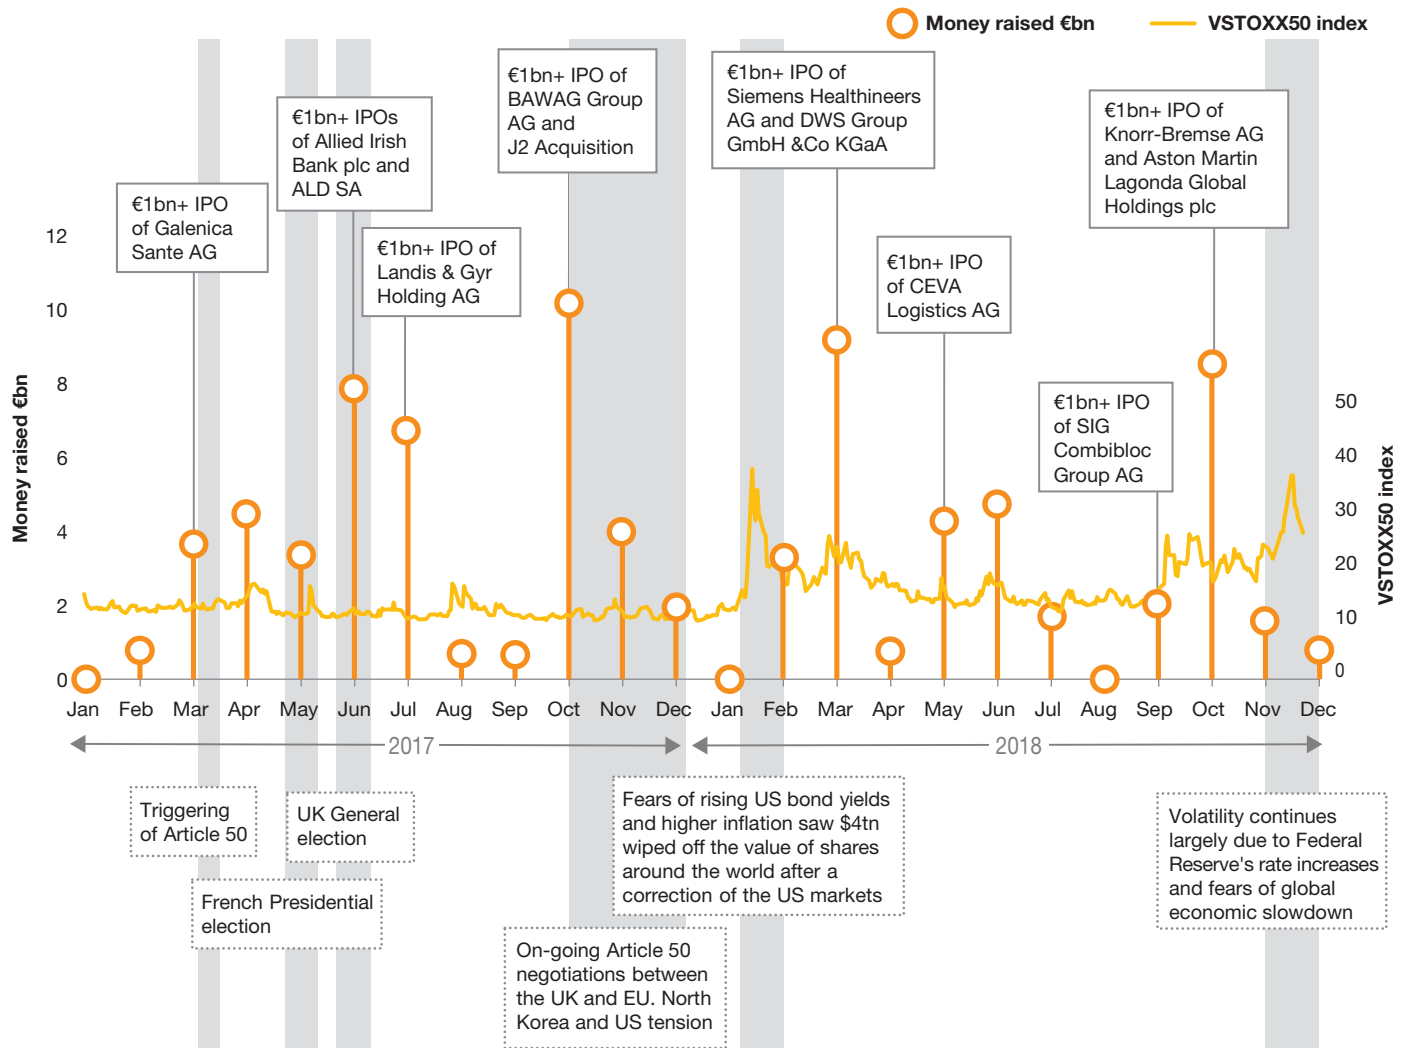 Money raised €bn
VSTOXX50 index
€1bn+ IPO of
BAWAG Group
AG and
J2 Acquisition
€1bn+ IPO of
Siemens Healthineers
AG and DWS Group
GmbH &Co KGaA
€1bn+ IPOs
of Allied Irish
Bank plc and
ALD SA
€1bn+ IPO of
Knorr-Bremse AG
and Aston Martin
Lagonda Global
Holdings plc
€1bn+ IPO
of Galenica
Sante AG
€1bn+ IPO of
Landis & Gyr
Holding AG
€1bn+ IPO
of CEVA
Logistics AG
€1bn+ IPO
of SIG
Combibloc
Group AG
Money raised €bn
12
10
8
6
4
2
0
VSTOXX50 index
50
40
30
20
10
0
Jan Feb Mar Apr May Jun Jul Aug Sep Oct Nov Dec Jan Feb Mar Apr May Jun Jul Aug Sep Oct Nov Dec
2017 2018
Triggering
of Article 50
UK General
election
French Presidential
election
Fears of rising US bond yields
and higher inflation saw $4tn
wiped off the value of shares
around the world after a
correction of the US markets
On-going Article 50
negotiations between
the UK and EU. North
Korea and US tension
Volatility continues
largely due to Federal
Reserve's rate increases
and fears of global
economic slowdown